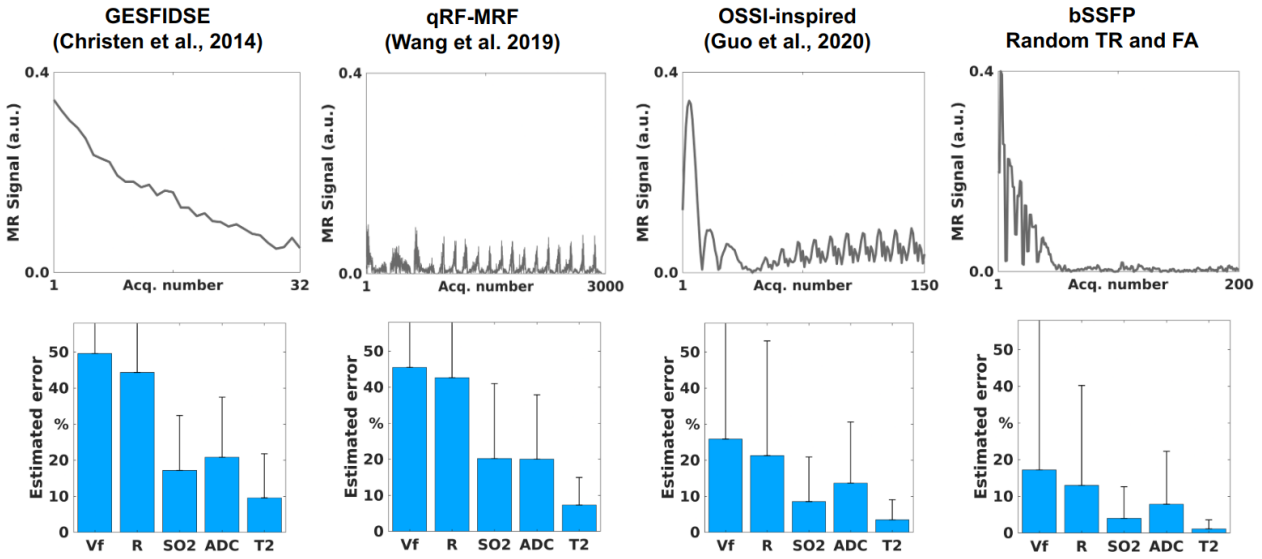 GESFIDSE
(Christen et al., 2014)
qRF-MRF
(Wang et al. 2019)
OSSI-inspired
(Guo et al., 2020)
bSSFP
Random TR and FA
MR Signal (a.u.)
0.4
0.0
1
Acq. number
32
MR Signal (a.u.)
0.4
0.0
1
Acq. number
3000
MR Signal (a.u.)
0.4
0.0
1
Acq. number
150
MR Signal (a.u.)
0.4
0.0
1
Acq. number
200
Estimated error
50
40
%
20
10
0
Vf R SO2 ADC T2
Estimated error
50
40
%
20
10
0
Vf R SO2 ADC T2
Estimated error
50
40
%
20
10
0
Vf R SO2 ADC T2
Estimated error
50
40
%
20
10
0
Vf R SO2 ADC T2